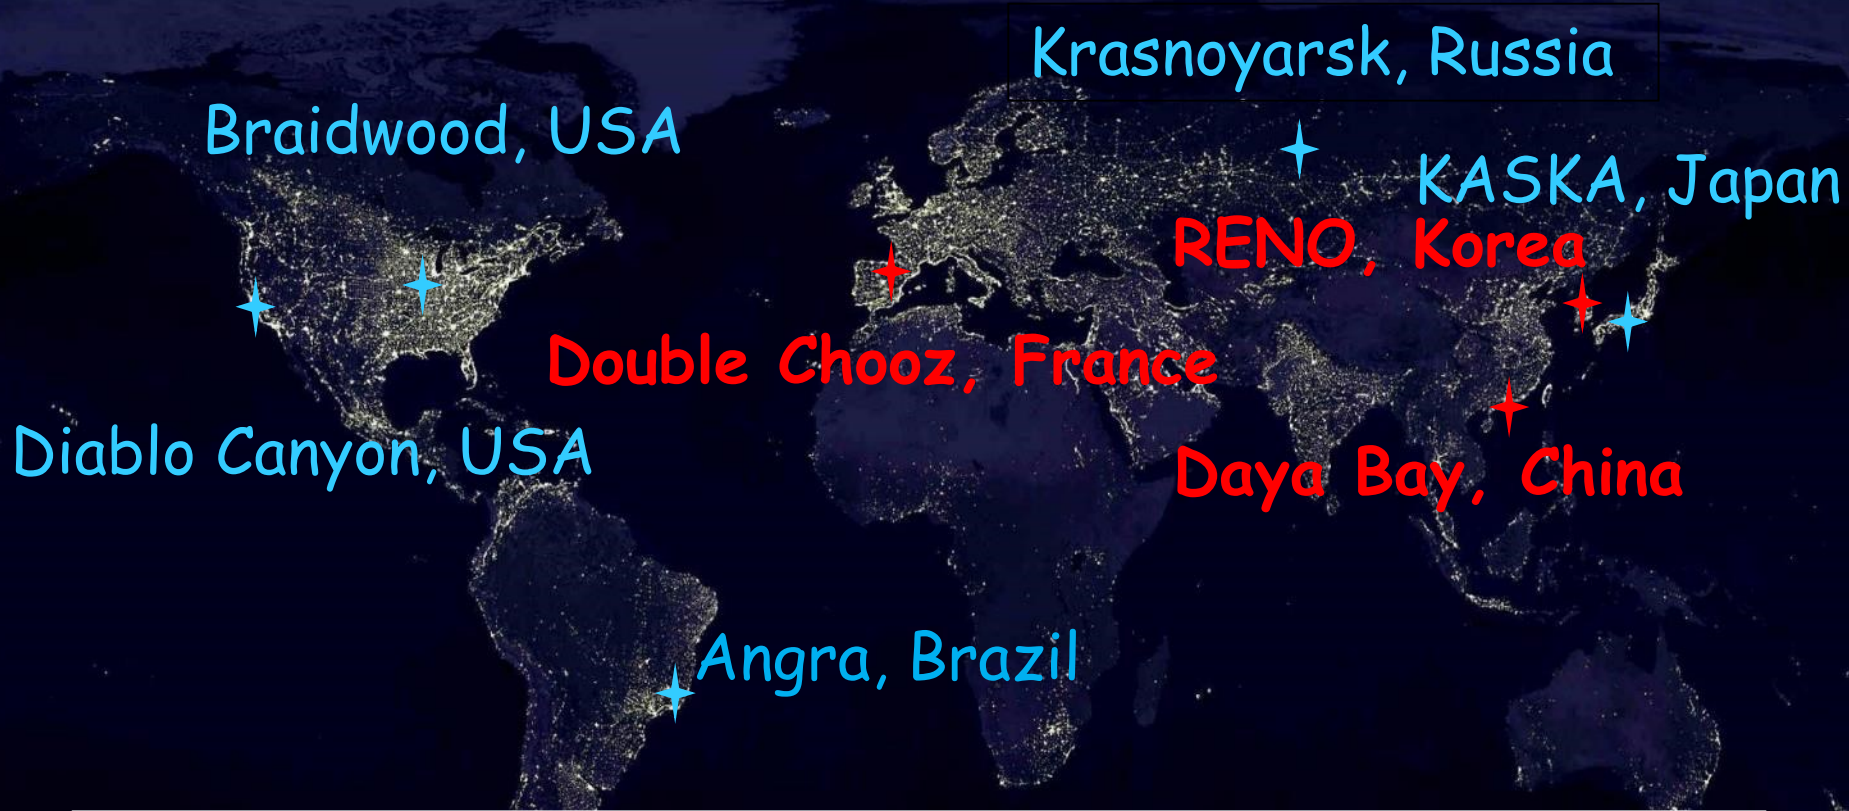 Krasnoyarsk, Russia
Braidwood, USA
KASKA, Japan
RENO, Korea
Double Chooz, France
Diablo Canyon, USA
Daya Bay, China
Angra, Brazil